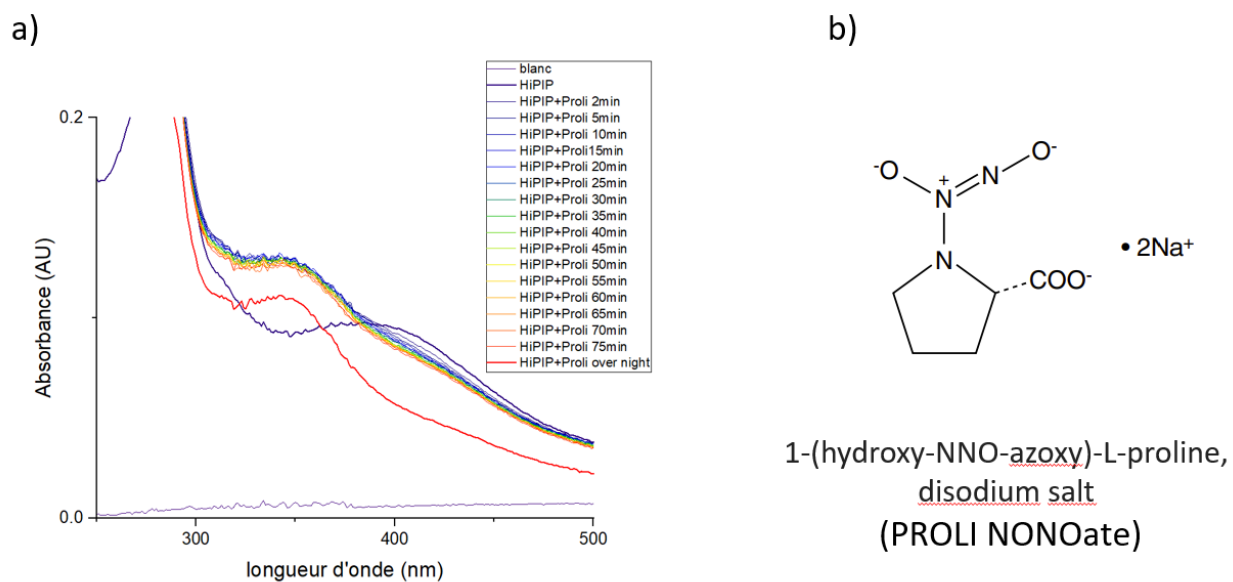 a)
b)
blanc
HiPIP
HiPIP+Proli 2min
HiPIP+Proli 5min
HiPIP+Proli 10min
HiPIP+Proli15min
HiPIP+Proli 20min
HiPIP+Proli 25min
HiPIP+Proli 30min
HiPIP+Proli 35min
HiPIP+Proli 40min
HiPIP+Proli 45min
HiPIP+Proli 50min
HiPIP+Proli 55min
HiPIP+Proli 60min
HiPIP+Proli 65min
HiPIP+Proli 70min
HiPIP+Proli 75min
HiPIP+Proli over night
0.2
0.0
Absorbance (AU)
300
400
500
longueur d'onde (nm)
-O
O-
+
N
N
N
COO-
• 2Na+
1-(hydroxy-NNO-azoxy)-L-proline,
disodium salt
(PROLI NONOate)